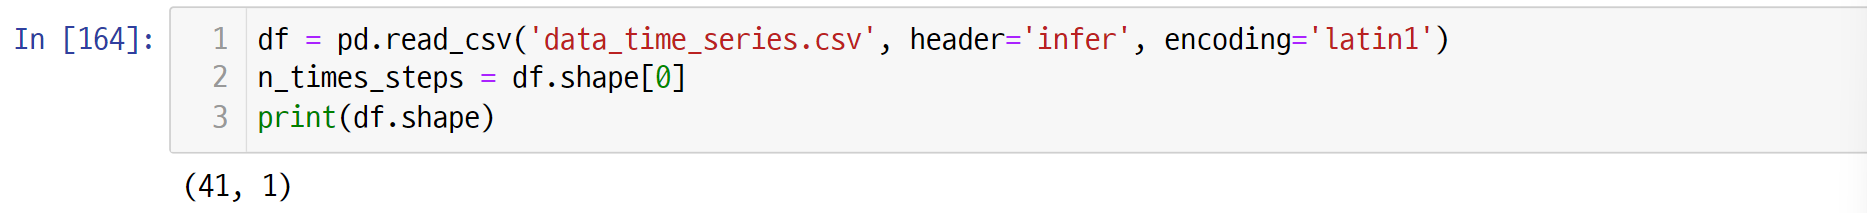 In [164]: 1 df = pd.read_csv('data_time_series.csv', header='infer', encoding='latin1')
2 n_times_steps = df.shape[0]
3 print(df.shape)
(41, 1)